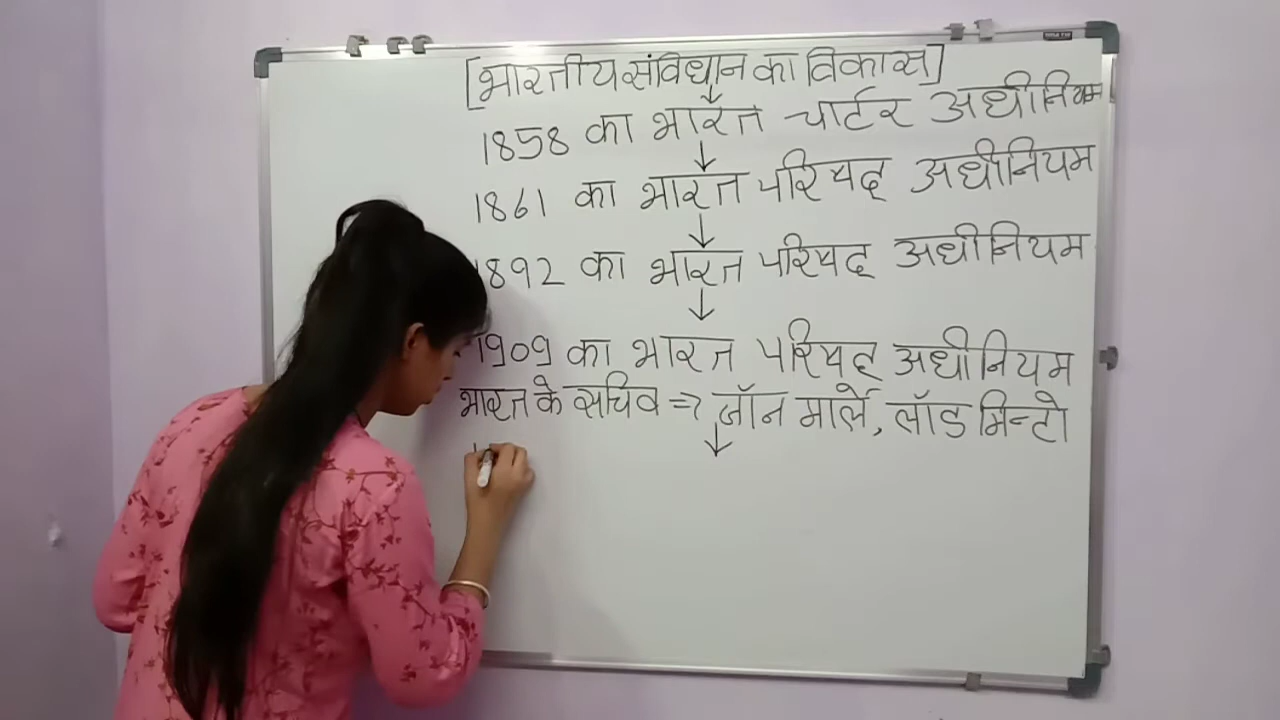 [भारतीय संविधान का विकास]
↓
1858 का भारत चार्टर अधीनियम
↓
1861 का भारत परिषद् अधीनियम
↓
1892 का भारत परिषद् अधीनियम
↓
1909 का भारत परिषद् अधीनियम
भारत के सचिव => जॉन मार्ले, लॉड मिन्टो
↓